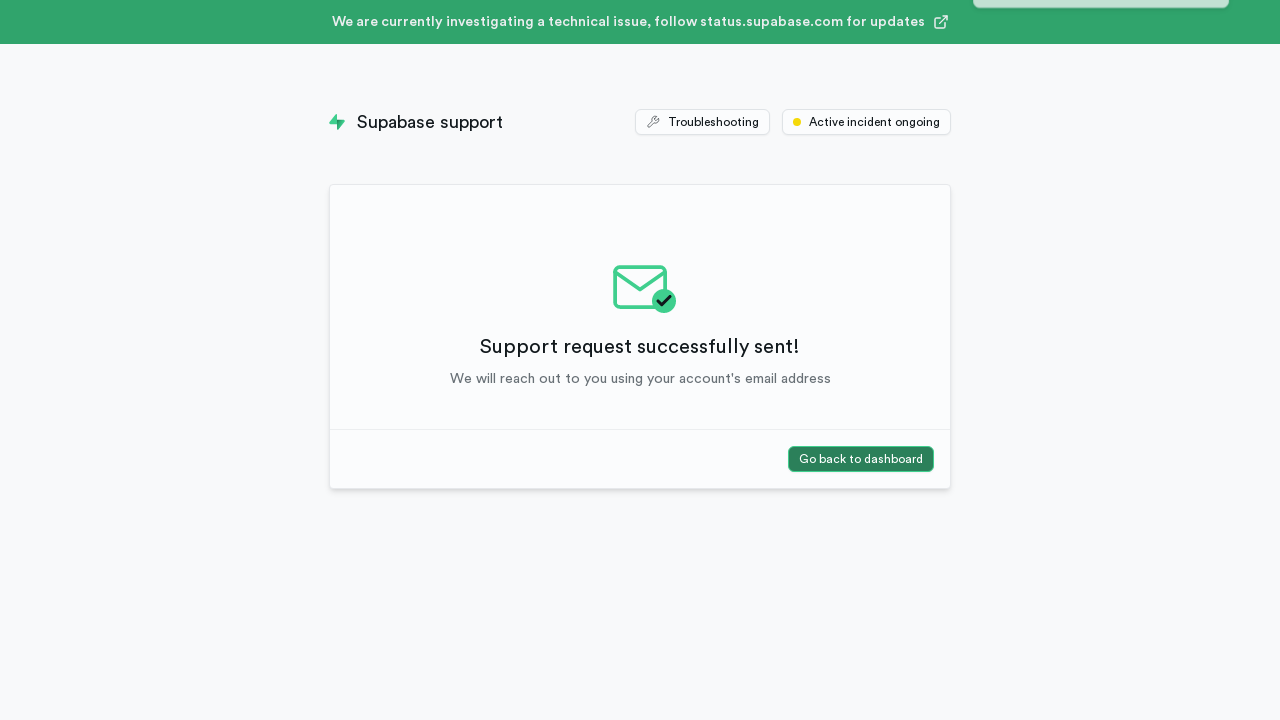 We are currently investigating a technical issue, follow status.supabase.com for updates
Supabase support
Troubleshooting
Active incident ongoing
Support request successfully sent!
We will reach out to you using your account's email address
Go back to dashboard